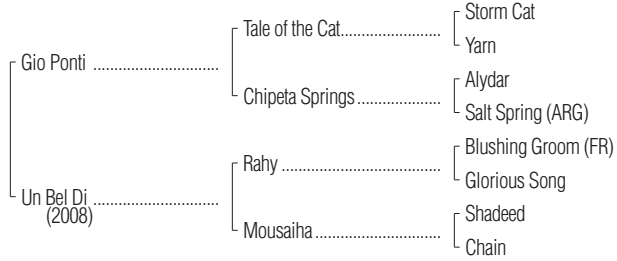 Storm Cat
Tale of the Cat
Yarn
Gio Ponti
Alydar
Chipeta Springs
Salt Spring (ARG)
Blushing Groom (FR)
Rahy
Glorious Song
Un Bel Di
(2008)
Shadeed
Mousaiha
Chain